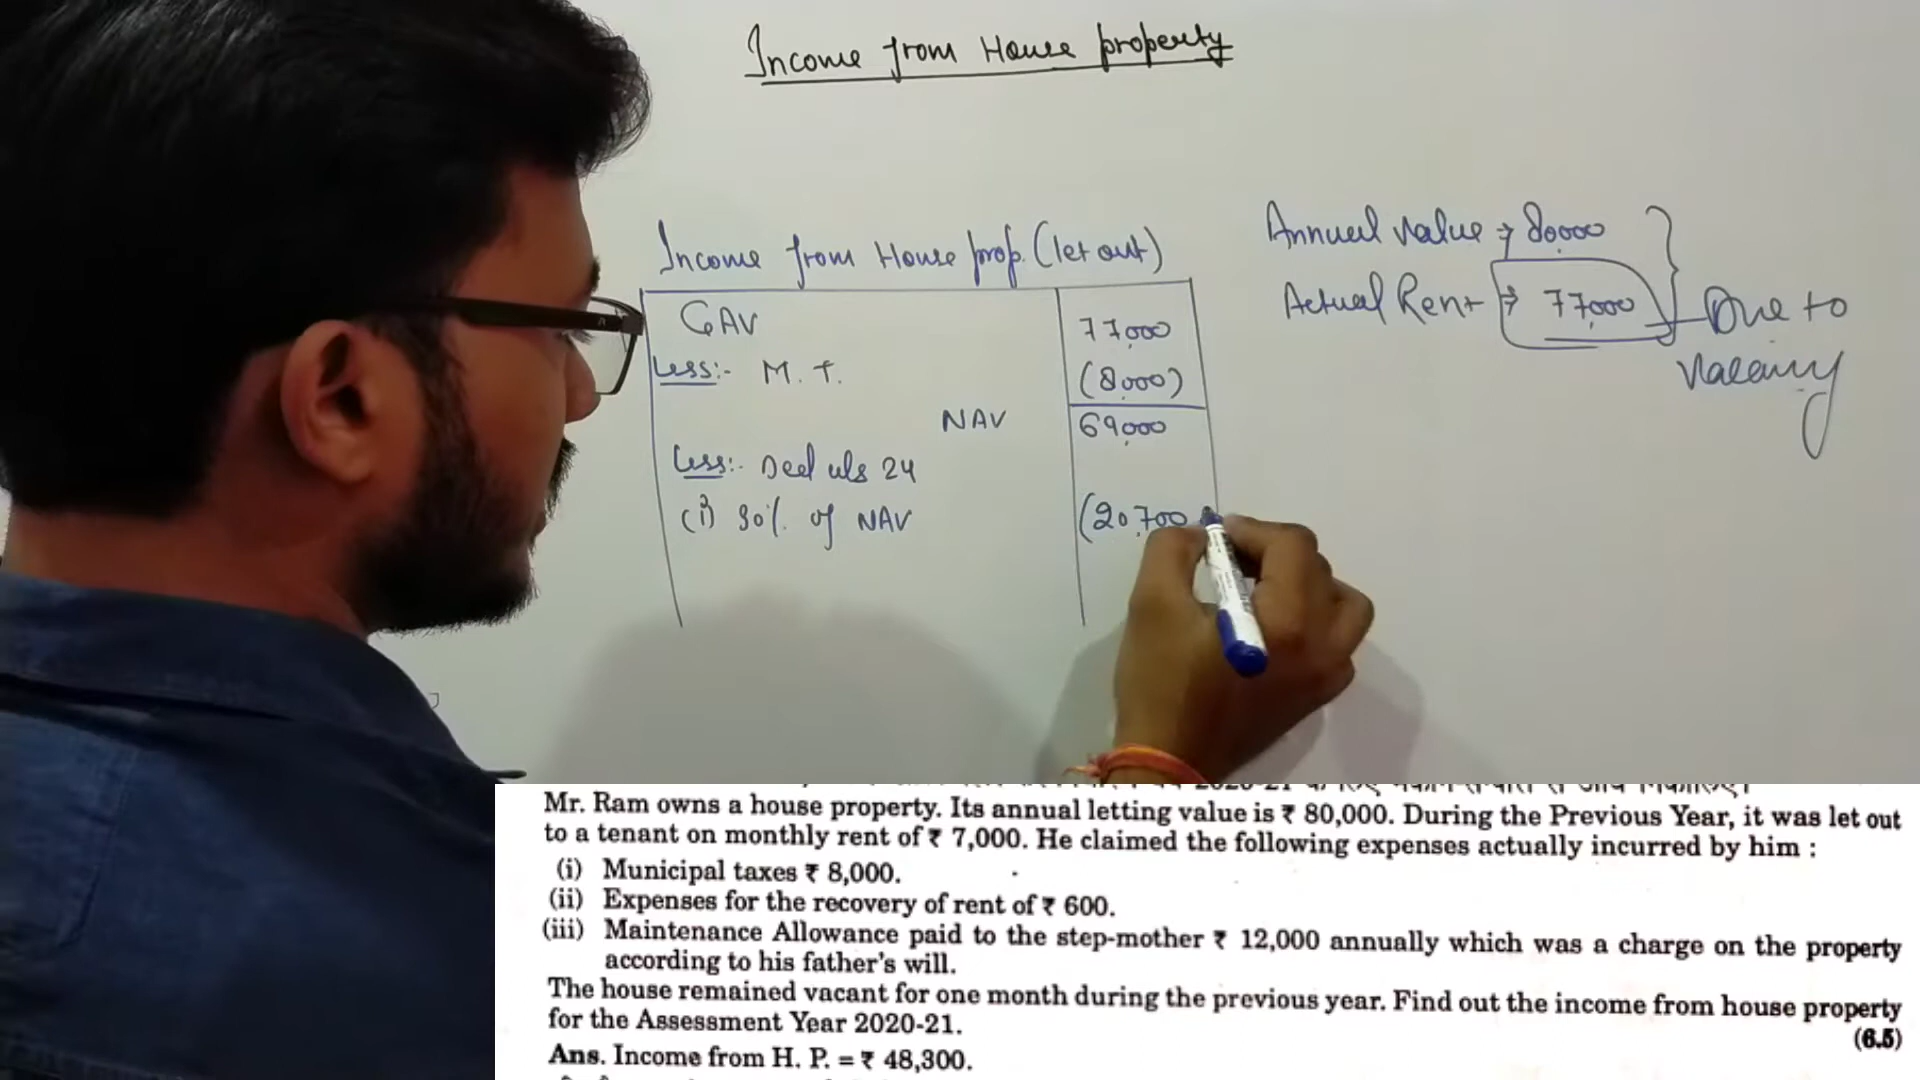 Income from House property
Income from House prop. (let out)
GAV 77,000
Less:- M. T. (8,000)
NAV 69,000
Less:- Ded u/s 24
(i) 30% of NAV (20,700
Annual Value → 80,000
Actual Rent → 77,000
Due to
Vacancy
Mr. Ram owns a house property. Its annual letting value is ₹ 80,000. During the Previous Year, it was let out
to a tenant on monthly rent of ₹ 7,000. He claimed the following expenses actually incurred by him :
(i) Municipal taxes ₹ 8,000.
(ii) Expenses for the recovery of rent of ₹ 600.
(iii) Maintenance Allowance paid to the step-mother ₹ 12,000 annually which was a charge on the property
according to his father's will.
The house remained vacant for one month during the previous year. Find out the income from house property
for the Assessment Year 2020-21.
(6.5)
Ans. Income from H. P. = ₹ 48,300.